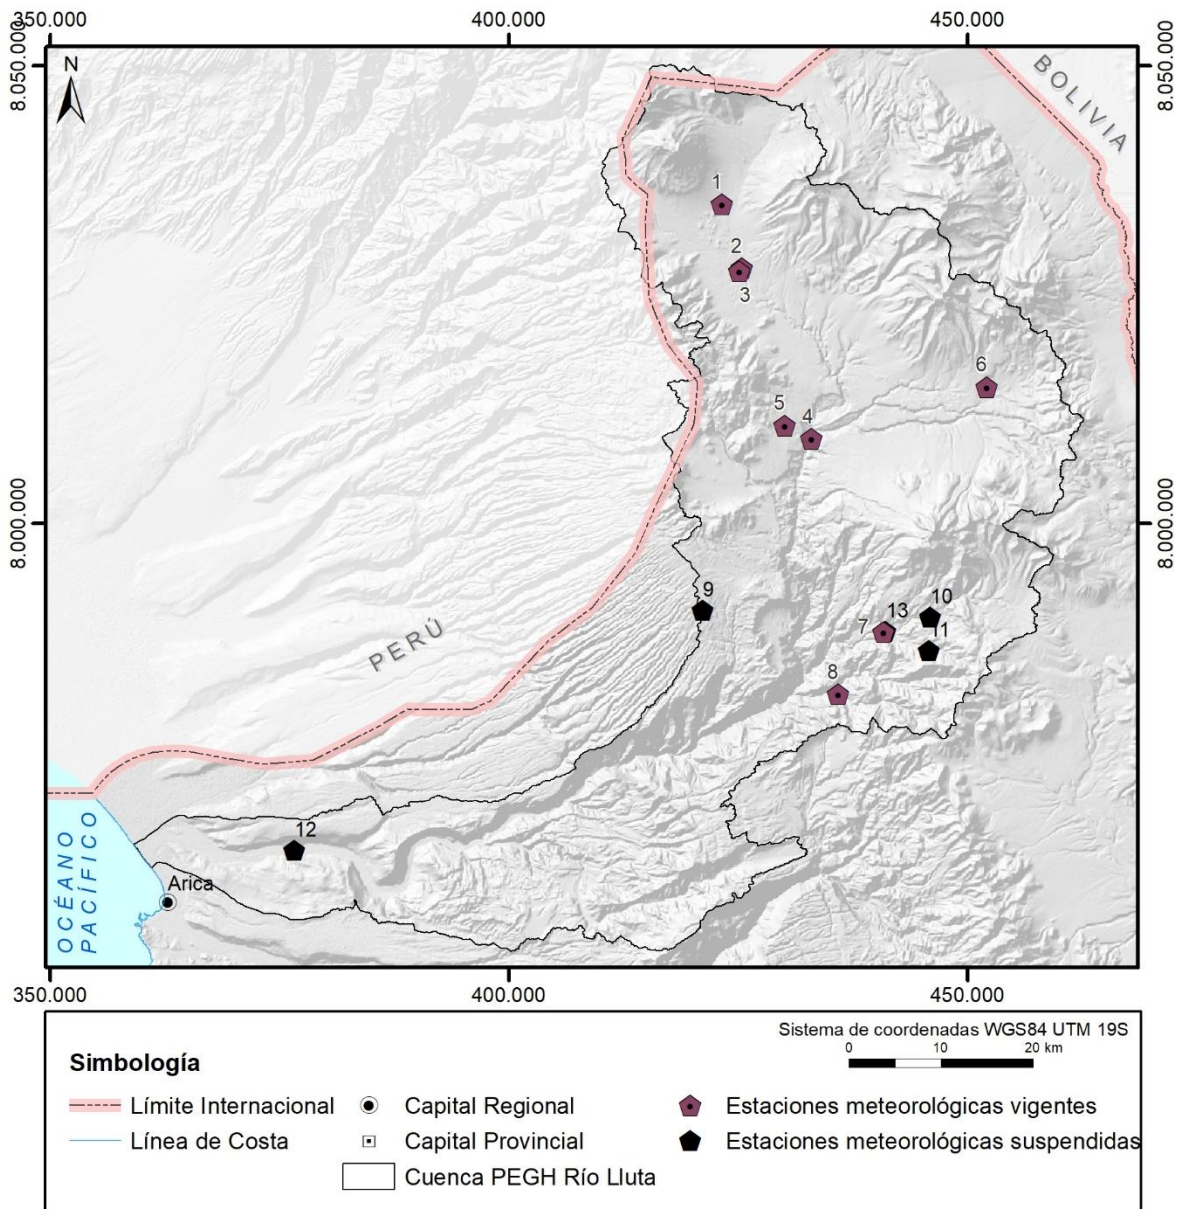 350.000 400.000 450.000
8.050.000
8.050.000
N
BOLIVIA
1
2
3
6
5
4
8.000.000
8.000.000
9
10
13
7
11
PERÚ
8
12
Arica
OCÉANO
PACÍFICO
350.000 400.000 450.000
Sistema de coordenadas WGS84 UTM 19S
0 10 20 km
Simbología
Límite Internacional
Capital Regional
Estaciones meteorológicas vigentes
Línea de Costa
Capital Provincial
Estaciones meteorológicas suspendidas
Cuenca PEGH Río Lluta